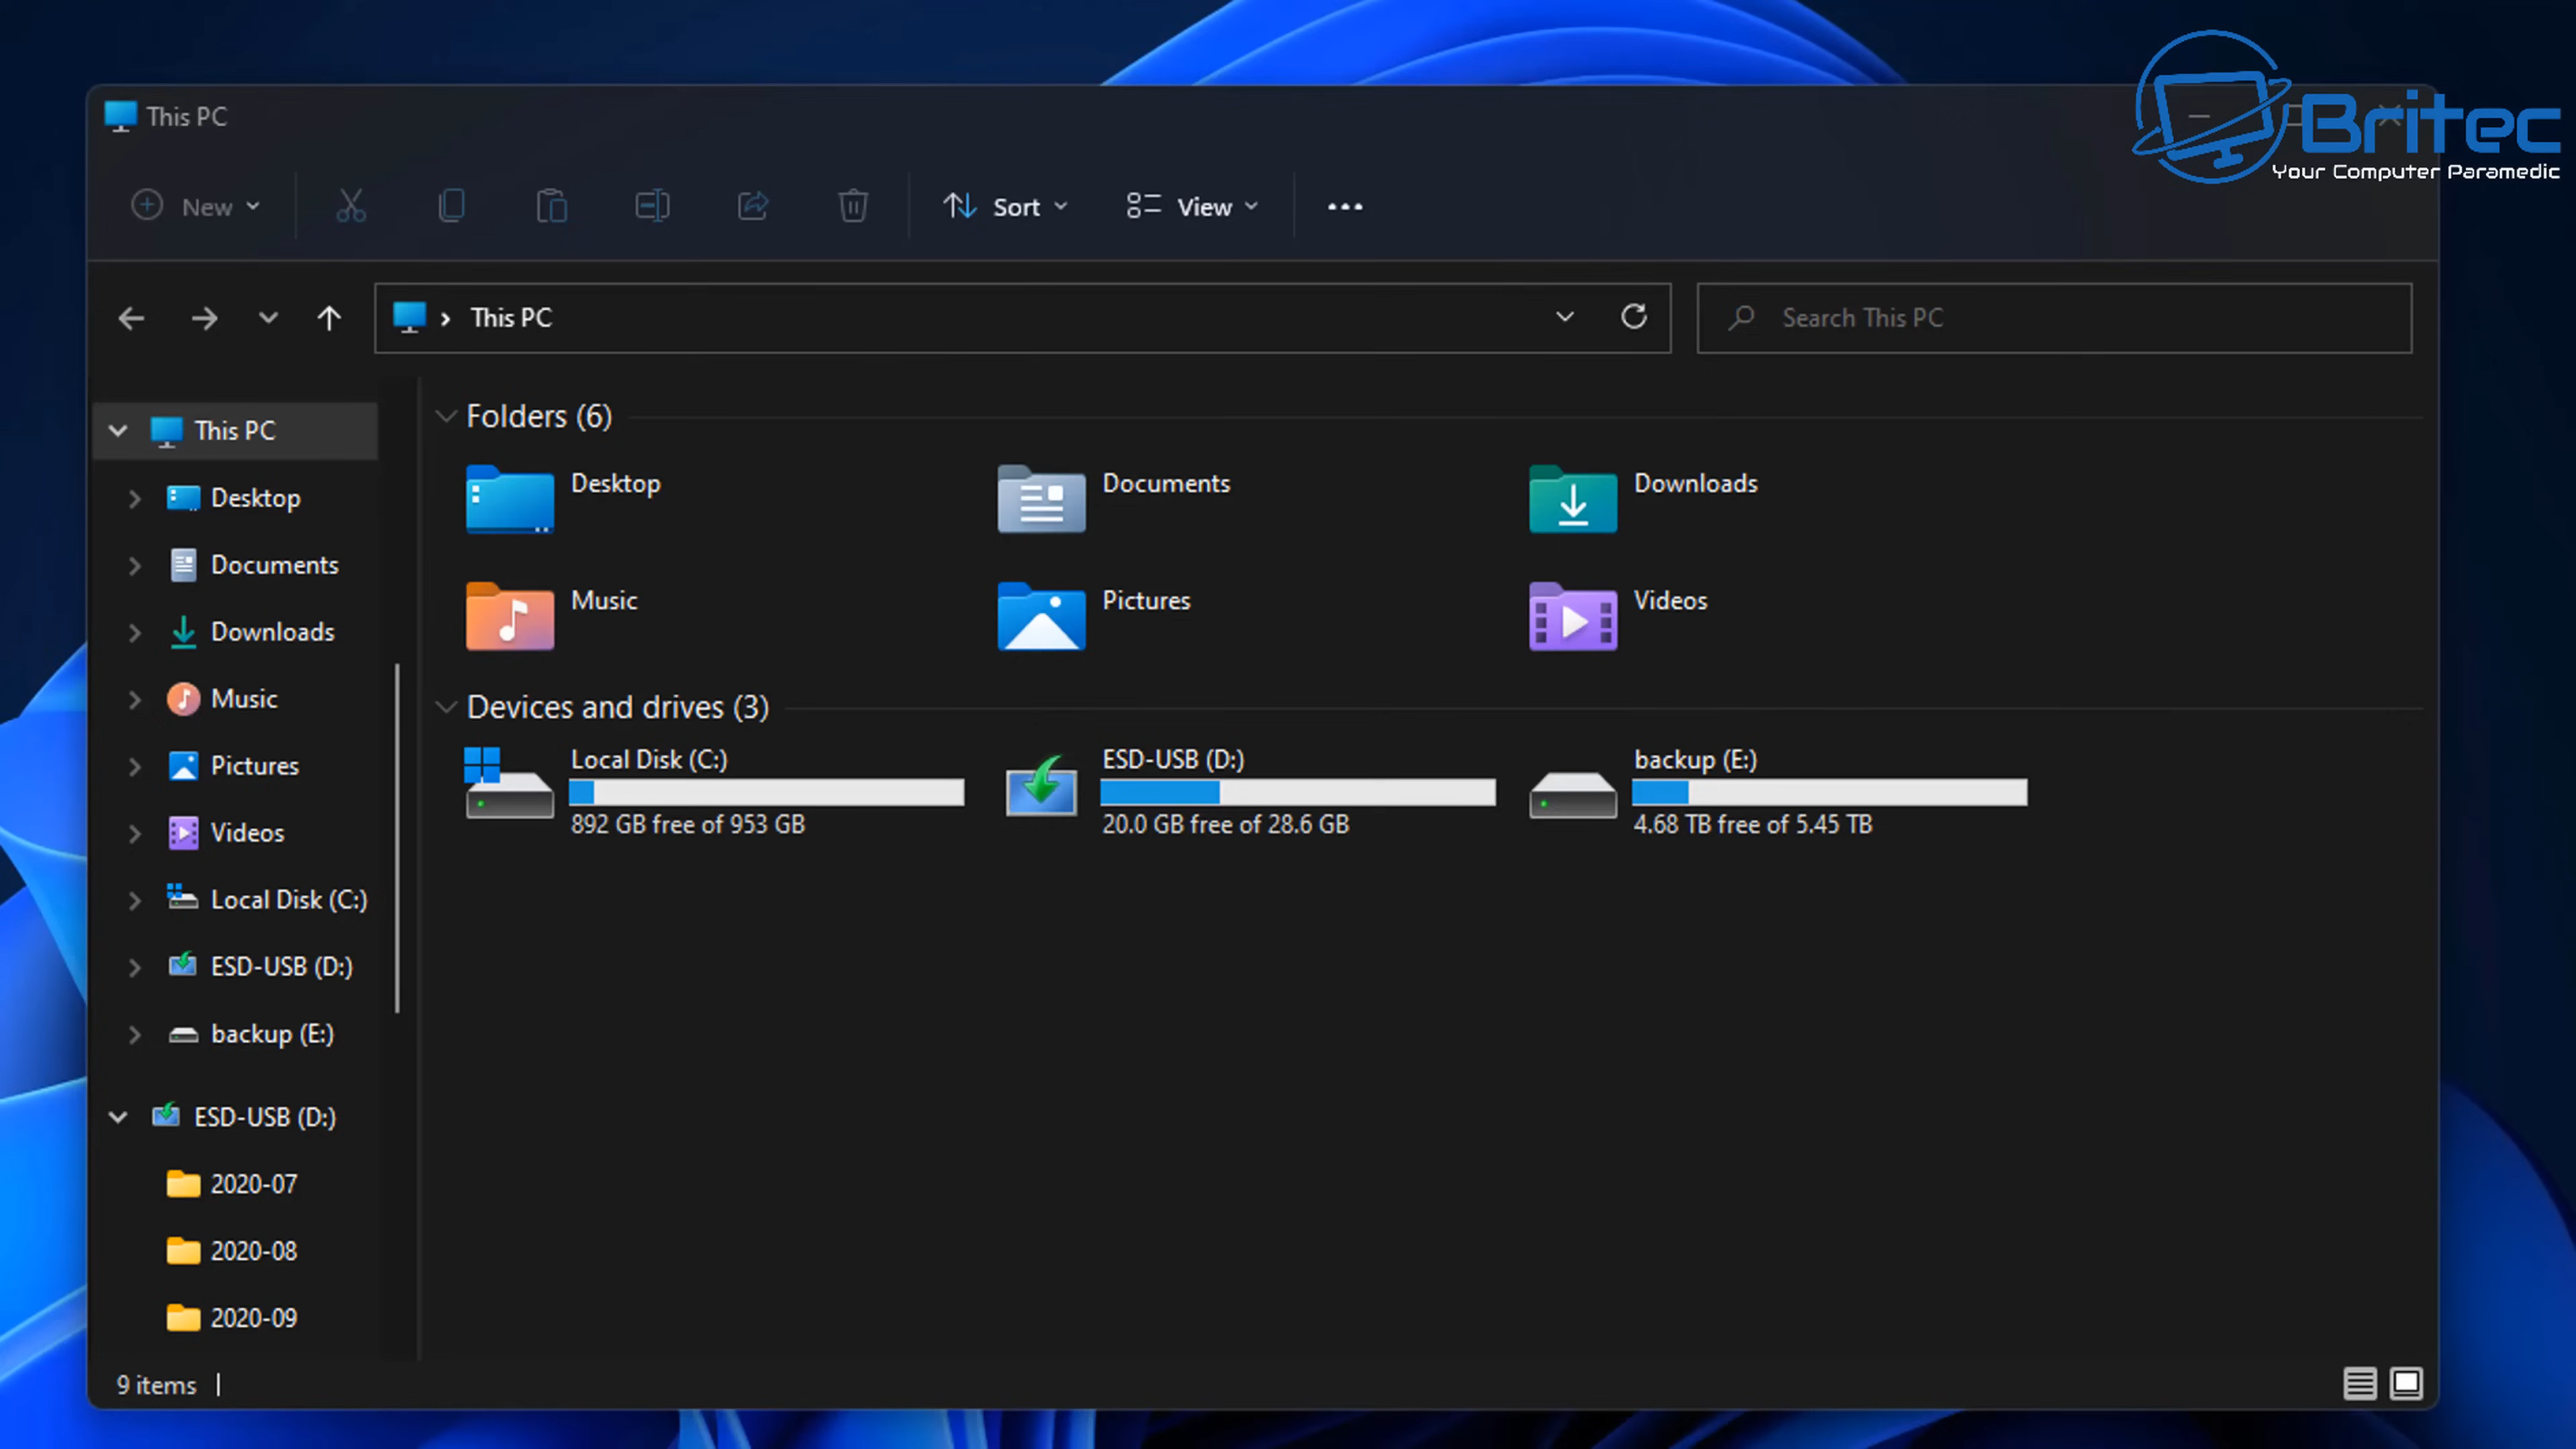 This PC
Britec
Your Computer Paramedic
New
Sort
View
This PC
Search This PC
This PC
Desktop
Documents
Downloads
Music
Pictures
Videos
Local Disk (C:)
ESD-USB (D:)
backup (E:)
ESD-USB (D:)
2020-07
2020-08
2020-09
Folders (6)
Desktop
Documents
Downloads
Music
Pictures
Videos
Devices and drives (3)
Local Disk (C:)
892 GB free of 953 GB
ESD-USB (D:)
20.0 GB free of 28.6 GB
backup (E:)
4.68 TB free of 5.45 TB
9 items